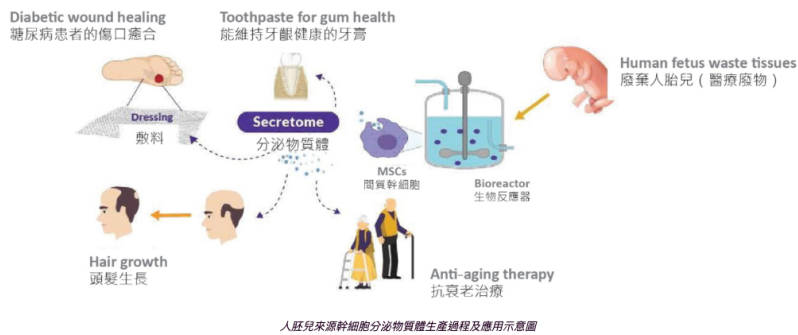 Diabetic wound healing
糖尿病患者的傷口癒合
Toothpaste for gum health
能維持牙齦健康的牙膏
Human fetus waste tissues
廢棄人胎兒（醫療廢物）
Dressing
敷料
Secretome
分泌物質體
MSCs
間質幹細胞
Bioreactor
生物反應器
Hair growth
頭髮生長
Anti-aging therapy
抗衰老治療
人胚兒來源幹細胞分泌物質體生產過程及應用示意圖